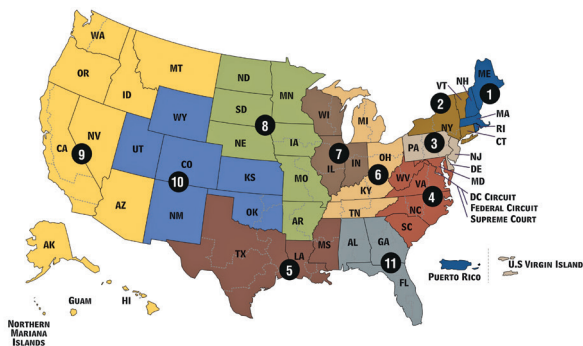 WA
OR
ID
MT
NV
CA
9
AZ
AK
HI
GUAM
NORTHERN
MARIANA
ISLANDS
WY
UT
CO
10
KS
NM
OK
ND
MN
SD
8
NE
IA
MO
AR
WI
7
IL
IN
MI
OH
6
KY
TN
TX
LA
5
MS
AL
GA
11
FL
WV
VA
4
NC
SC
PA
3
NJ
DE
MD
DC CIRCUIT
FEDERAL CIRCUIT
SUPREME COURT
VT
2
NY
CT
NH
ME
1
MA
RI
PUERTO RICO
U.S VIRGIN ISLAND